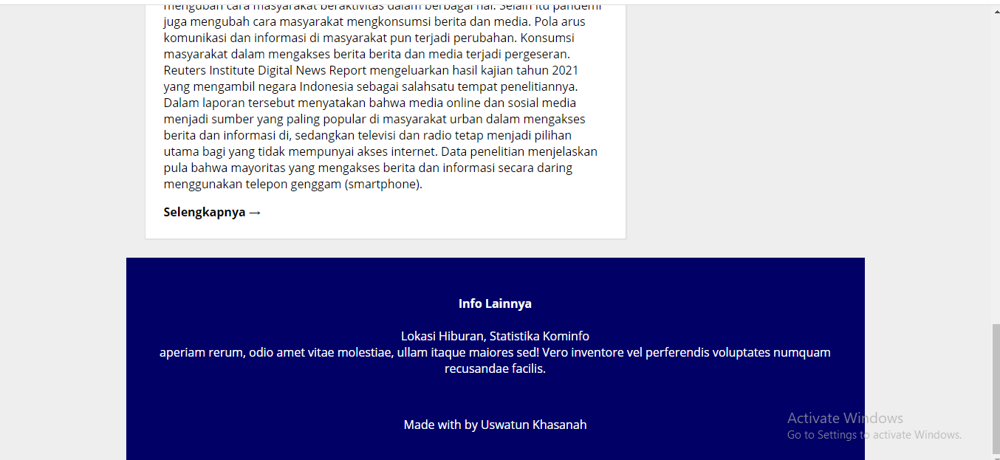 mengubah cara masyarakat beraktivitas dalam berbagai hal. Selain itu pandemi
juga mengubah cara masyarakat mengkonsumsi berita dan media. Pola arus
komunikasi dan informasi di masyarakat pun terjadi perubahan. Konsumsi
masyarakat dalam mengakses berita berita dan media terjadi pergeseran.
Reuters Institute Digital News Report mengeluarkan hasil kajian tahun 2021
yang mengambil negara Indonesia sebagai salahsatu tempat penelitiannya.
Dalam laporan tersebut menyatakan bahwa media online dan sosial media
menjadi sumber yang paling popular di masyarakat urban dalam mengakses
berita dan informasi di, sedangkan televisi dan radio tetap menjadi pilihan
utama bagi yang tidak mempunyai akses internet. Data penelitian menjelaskan
pula bahwa mayoritas yang mengakses berita dan informasi secara daring
menggunakan telepon genggam (smartphone).
Selengkapnya →
Info Lainnya
Lokasi Hiburan, Statistika Kominfo
aperiam rerum, odio amet vitae molestiae, ullam itaque maiores sed! Vero inventore vel perferendis voluptates numquam
recusandae facilis.
Made with by Uswatun Khasanah
Activate Windows
Go to Settings to activate Windows.